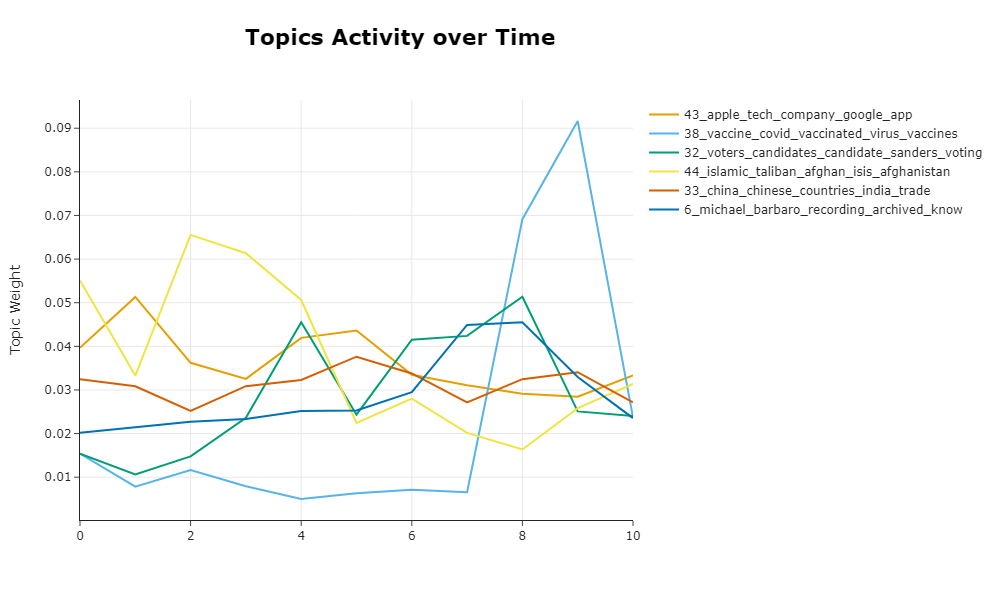 Topics Activity over Time
43_apple_tech_company_google_app
38_vaccine_covid_vaccinated_virus_vaccines
32_voters_candidates_candidate_sanders_voting
44_islamic_taliban_afghan_isis_afghanistan
33_china_chinese_countries_india_trade
6_michael_barbaro_recording_archived_know
Topic Weight
0.09
0.08
0.07
0.06
0.05
0.04
0.03
0.02
0.01
0 2 4 6 8 10